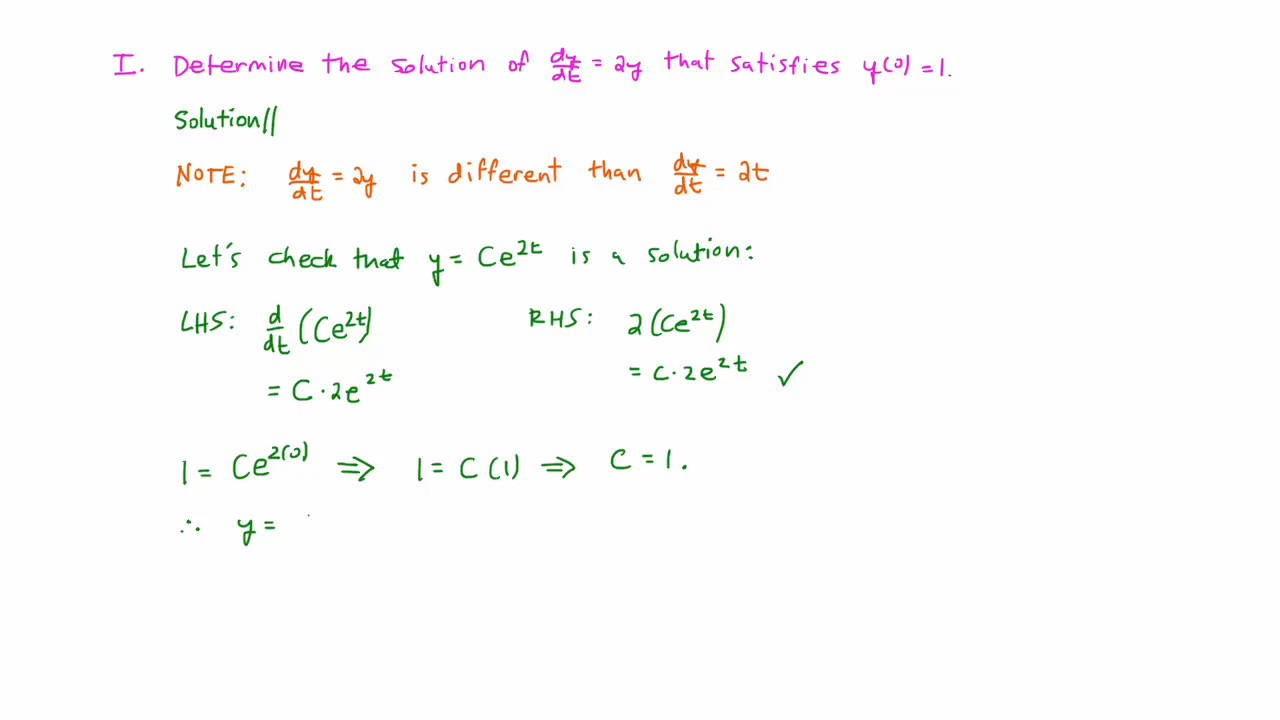 I. Determine the solution of dy/dt = 2y that satisfies y(0) = 1.
Solution//
NOTE: dy/dt = 2y is different than dy/dt = 2t
Let's check that y = Ce^{2t} is a solution:
LHS: d/dt (Ce^{2t}) RHS: 2(Ce^{2t})
= C · 2e^{2t} = C · 2e^{2t} ✓
1 = Ce^{2(0)} ⇒ 1 = C(1) ⇒ C = 1.
∴ y =